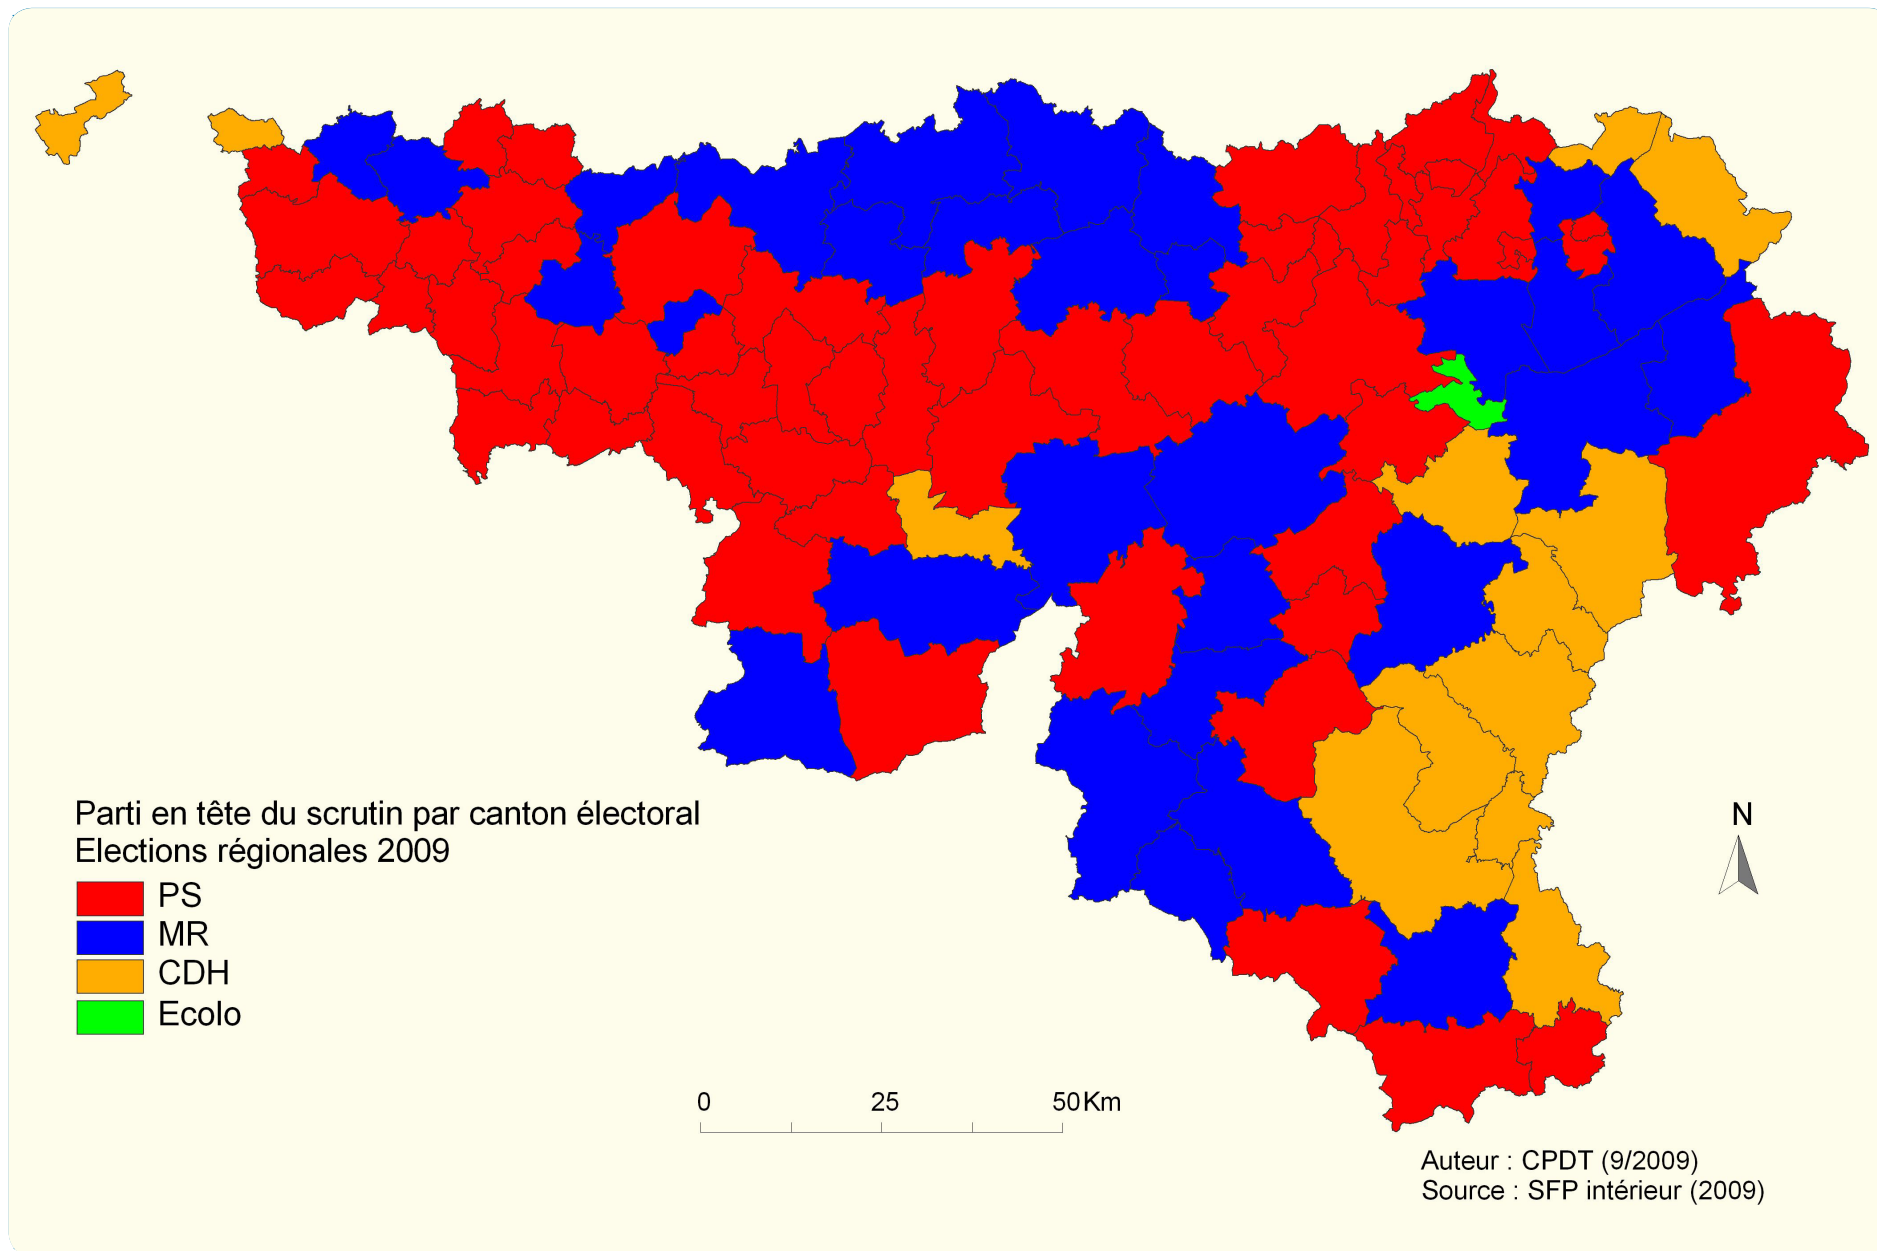 Parti en tête du scrutin par canton électoral
Elections régionales 2009
PS
MR
CDH
Ecolo
N
0 25 50Km
Auteur : CPDT (9/2009)
Source : SFP intérieur (2009)